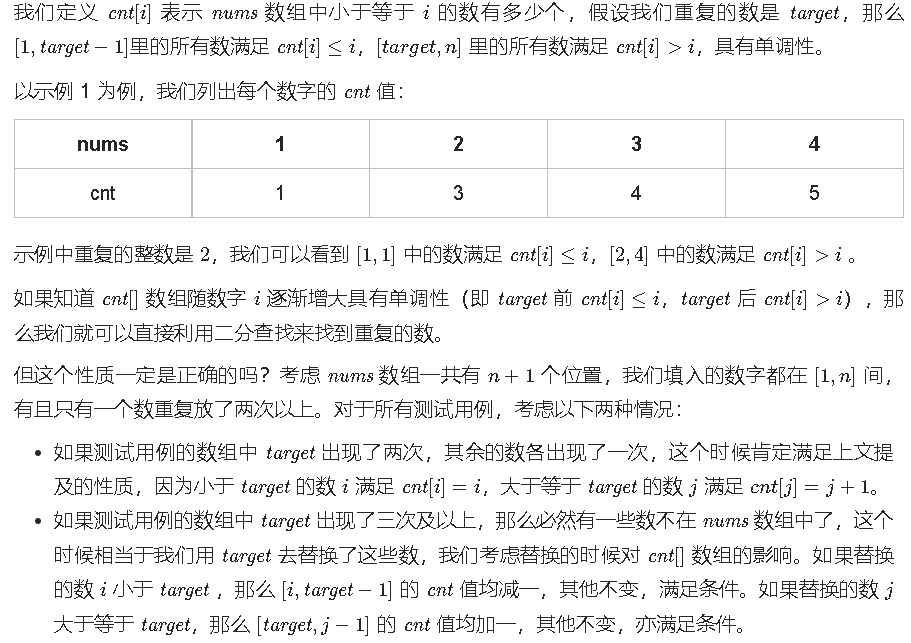 我们定义 cnt[i] 表示 nums 数组中小于等于 i 的数有多少个，假设我们重复的数是 target，那么
[1, target − 1]里的所有数满足 cnt[i] ≤ i，[target, n] 里的所有数满足 cnt[i] > i，具有单调性。
以示例 1 为例，我们列出每个数字的 cnt 值：
nums 1 2 3 4
cnt 1 3 4 5
示例中重复的整数是 2，我们可以看到 [1, 1] 中的数满足 cnt[i] ≤ i，[2, 4] 中的数满足 cnt[i] > i 。
如果知道 cnt[] 数组随数字 i 逐渐增大具有单调性（即 target 前 cnt[i] ≤ i，target 后 cnt[i] > i），那
么我们就可以直接利用二分查找来找到重复的数。
但这个性质一定是正确的吗？考虑 nums 数组一共有 n + 1 个位置，我们填入的数字都在 [1, n] 间，
有且只有一个数重复放了两次以上。对于所有测试用例，考虑以下两种情况：
• 如果测试用例的数组中 target 出现了两次，其余的数各出现了一次，这个时候肯定满足上文提
及的性质，因为小于 target 的数 i 满足 cnt[i] = i，大于等于 target 的数 j 满足 cnt[j] = j + 1。
• 如果测试用例的数组中 target 出现了三次及以上，那么必然有一些数不在 nums 数组中了，这个
时候相当于我们用 target 去替换了这些数，我们考虑替换的时候对 cnt[] 数组的影响。如果替换
的数 i 小于 target ，那么 [i, target − 1] 的 cnt 值均减一，其他不变，满足条件。如果替换的数 j
大于等于 target，那么 [target, j − 1] 的 cnt 值均加一，其他不变，亦满足条件。